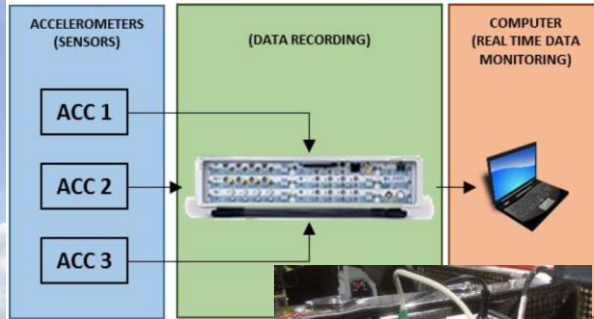 ACCELEROMETERS
(SENSORS)
ACC 1
ACC 2
ACC 3
(DATA RECORDING)
COMPUTER
(REAL TIME DATA
MONITORING)